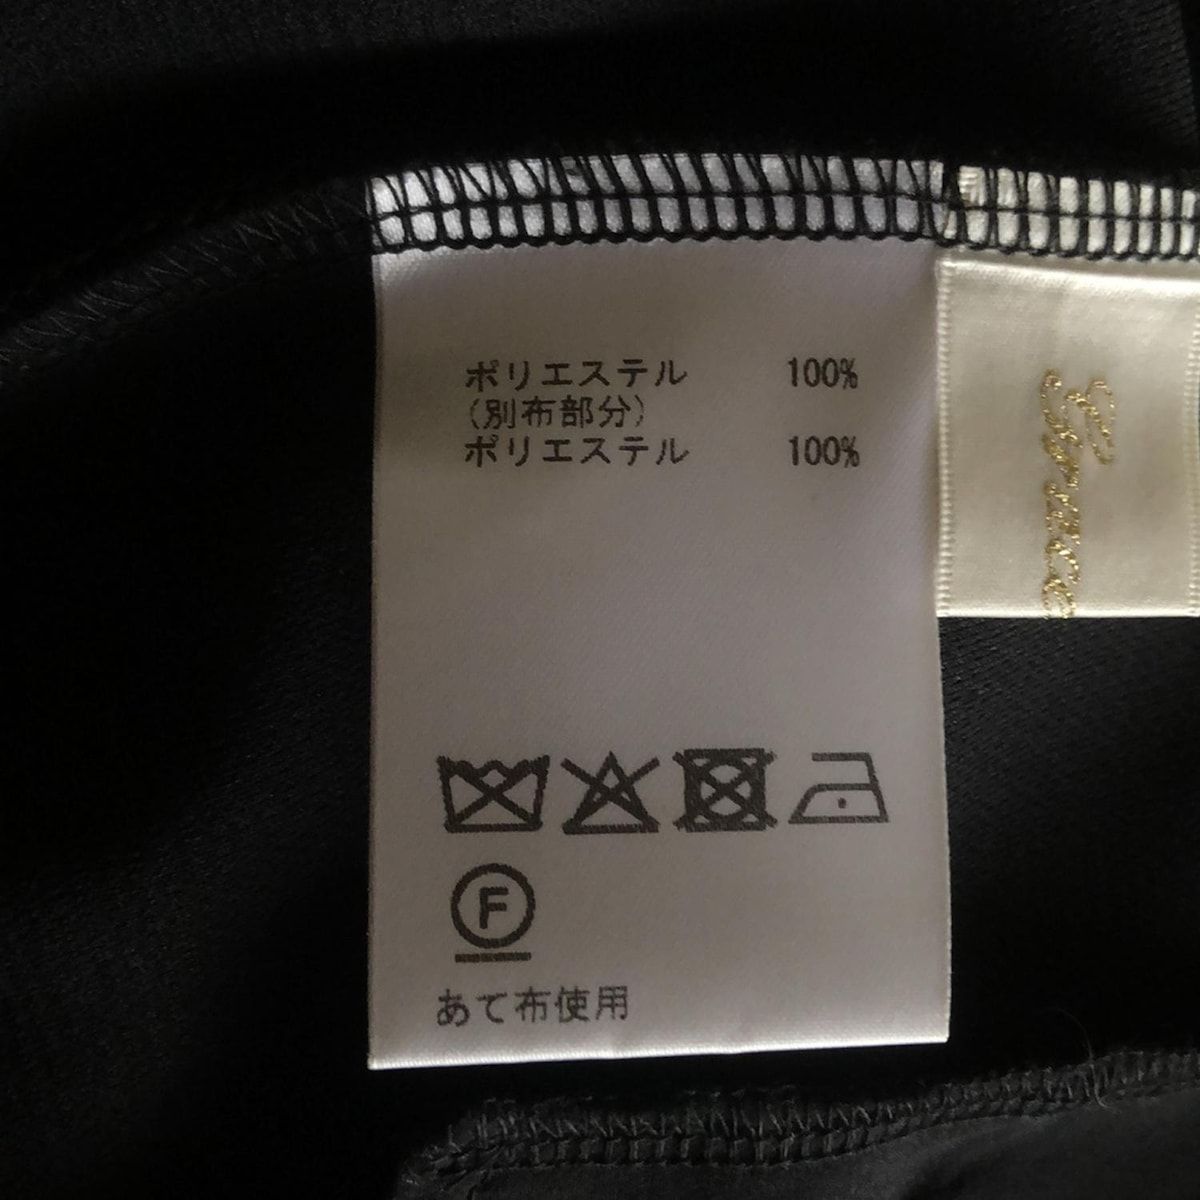 ポリエステル 100%
(別布部分)
ポリエステル 100%
F
あて布使用
Grace